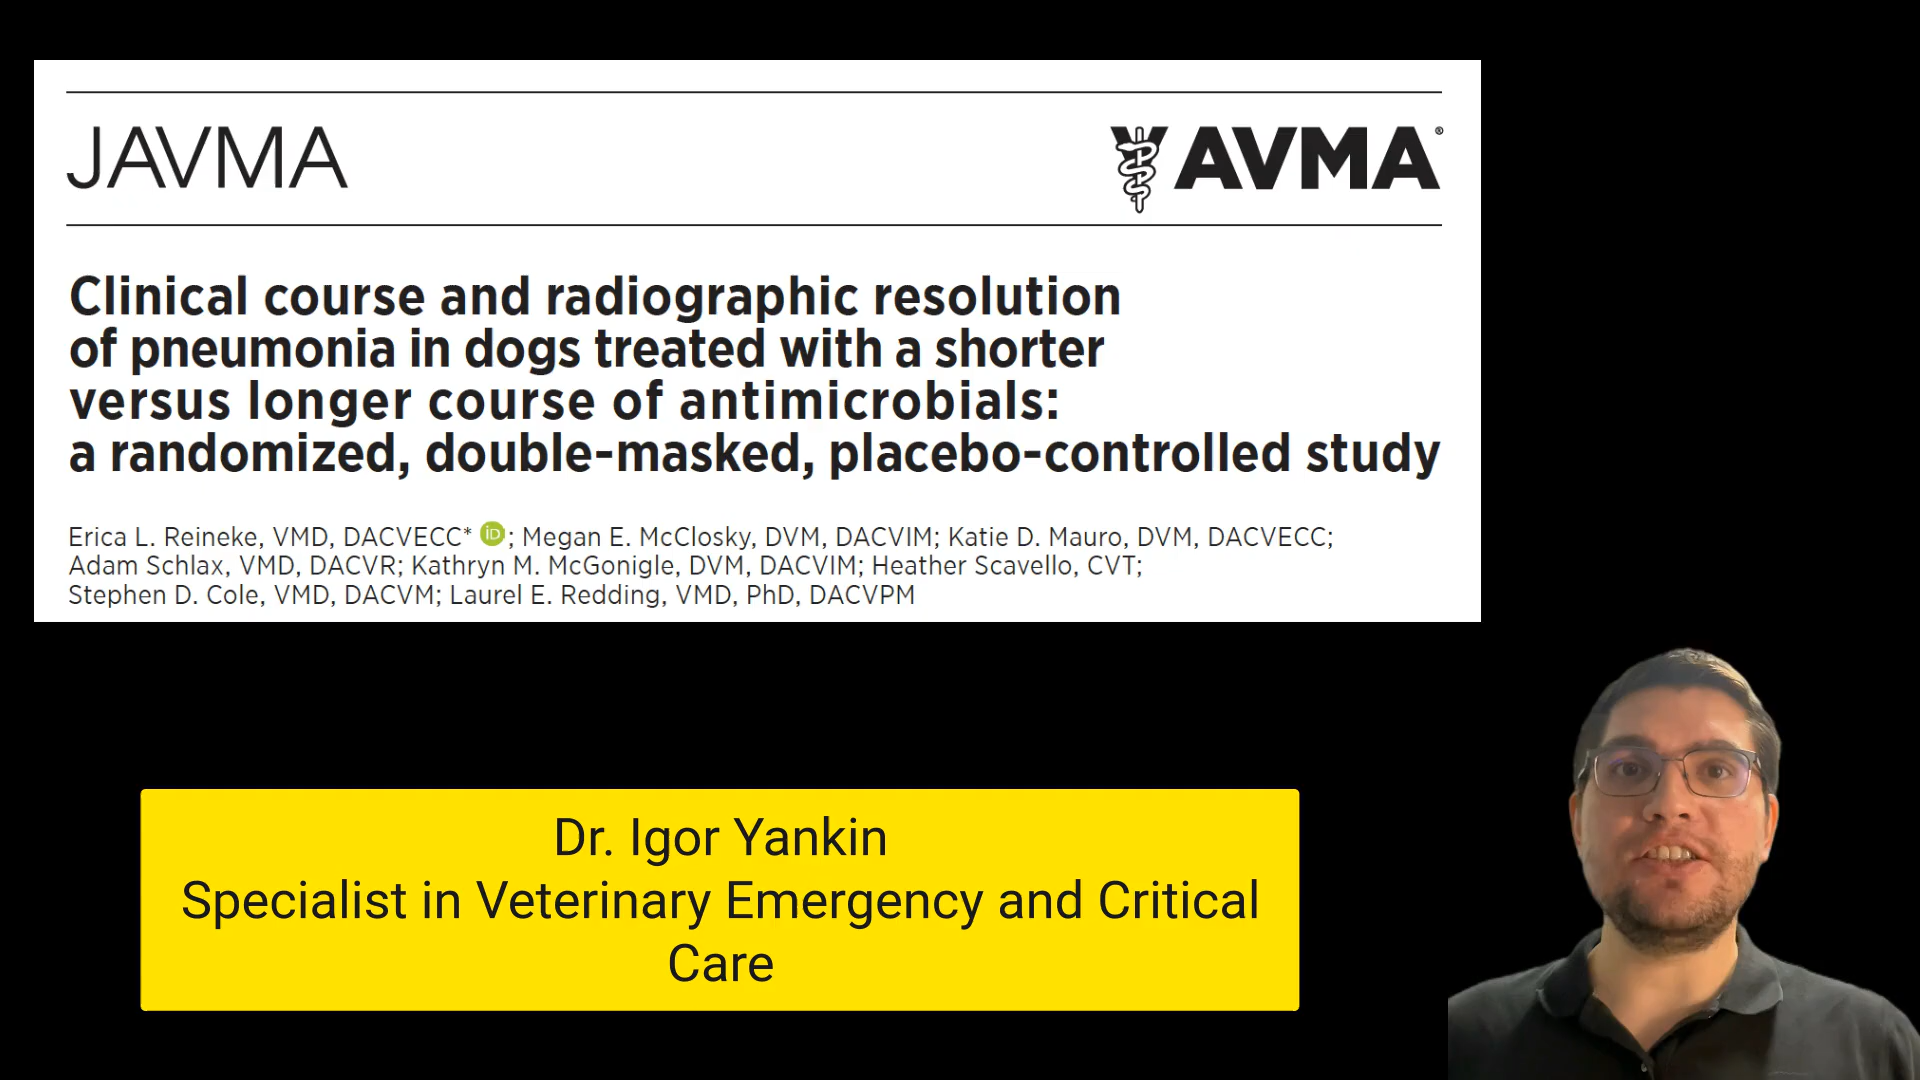 JAVMA
AVMA®
Clinical course and radiographic resolution
of pneumonia in dogs treated with a shorter
versus longer course of antimicrobials:
a randomized, double-masked, placebo-controlled study
Erica L. Reineke, VMD, DACVECC* iD; Megan E. McClosky, DVM, DACVIM; Katie D. Mauro, DVM, DACVECC;
Adam Schlax, VMD, DACVR; Kathryn M. McGonigle, DVM, DACVIM; Heather Scavello, CVT;
Stephen D. Cole, VMD, DACVM; Laurel E. Redding, VMD, PhD, DACVPM
Dr. Igor Yankin
Specialist in Veterinary Emergency and Critical
Care